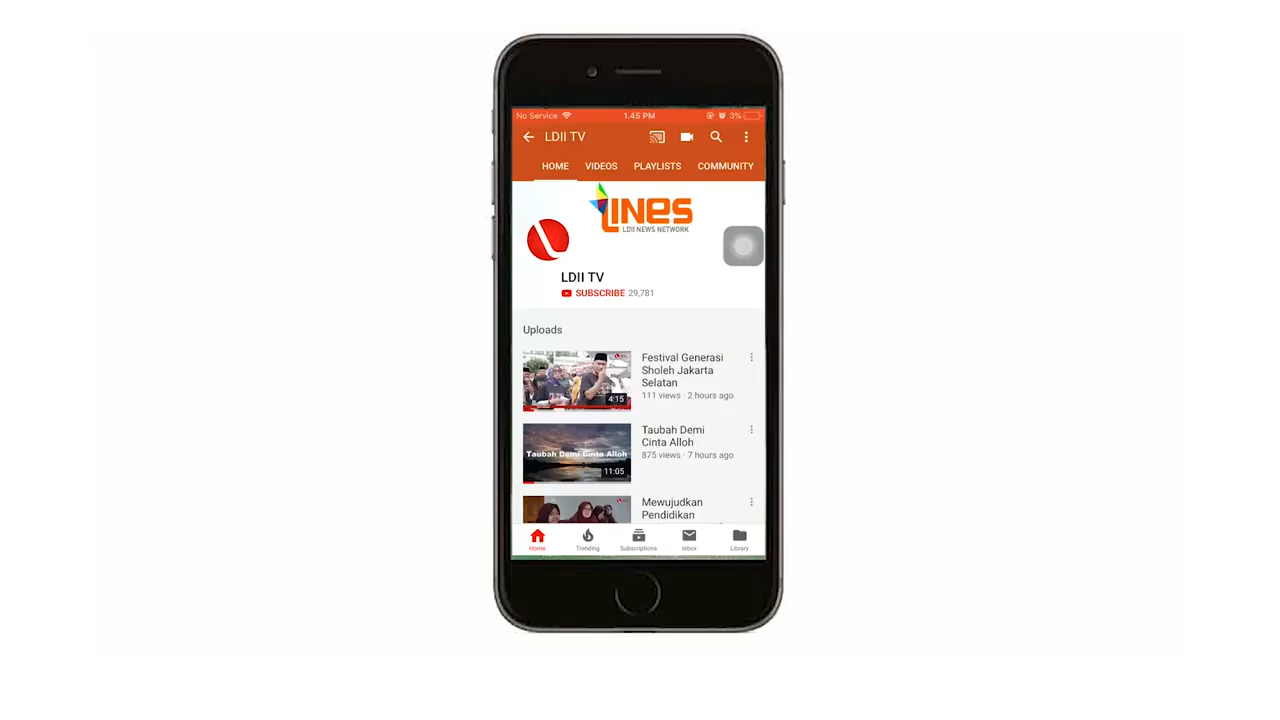 No Service 1.45 PM 3%
LDII TV
HOME VIDEOS PLAYLISTS COMMUNITY
LINES
LDII NEWS NETWORK
LDII TV
SUBSCRIBE 29,781
Uploads
Festival Generasi
Sholeh Jakarta
Selatan
111 views · 2 hours ago
4:15
Taubah Demi
Cinta Alloh
875 views · 7 hours ago
Taubah Demi Cinta Alloh
11:05
Mewujudkan
Pendidikan
Home Trending Subscriptions Inbox Library